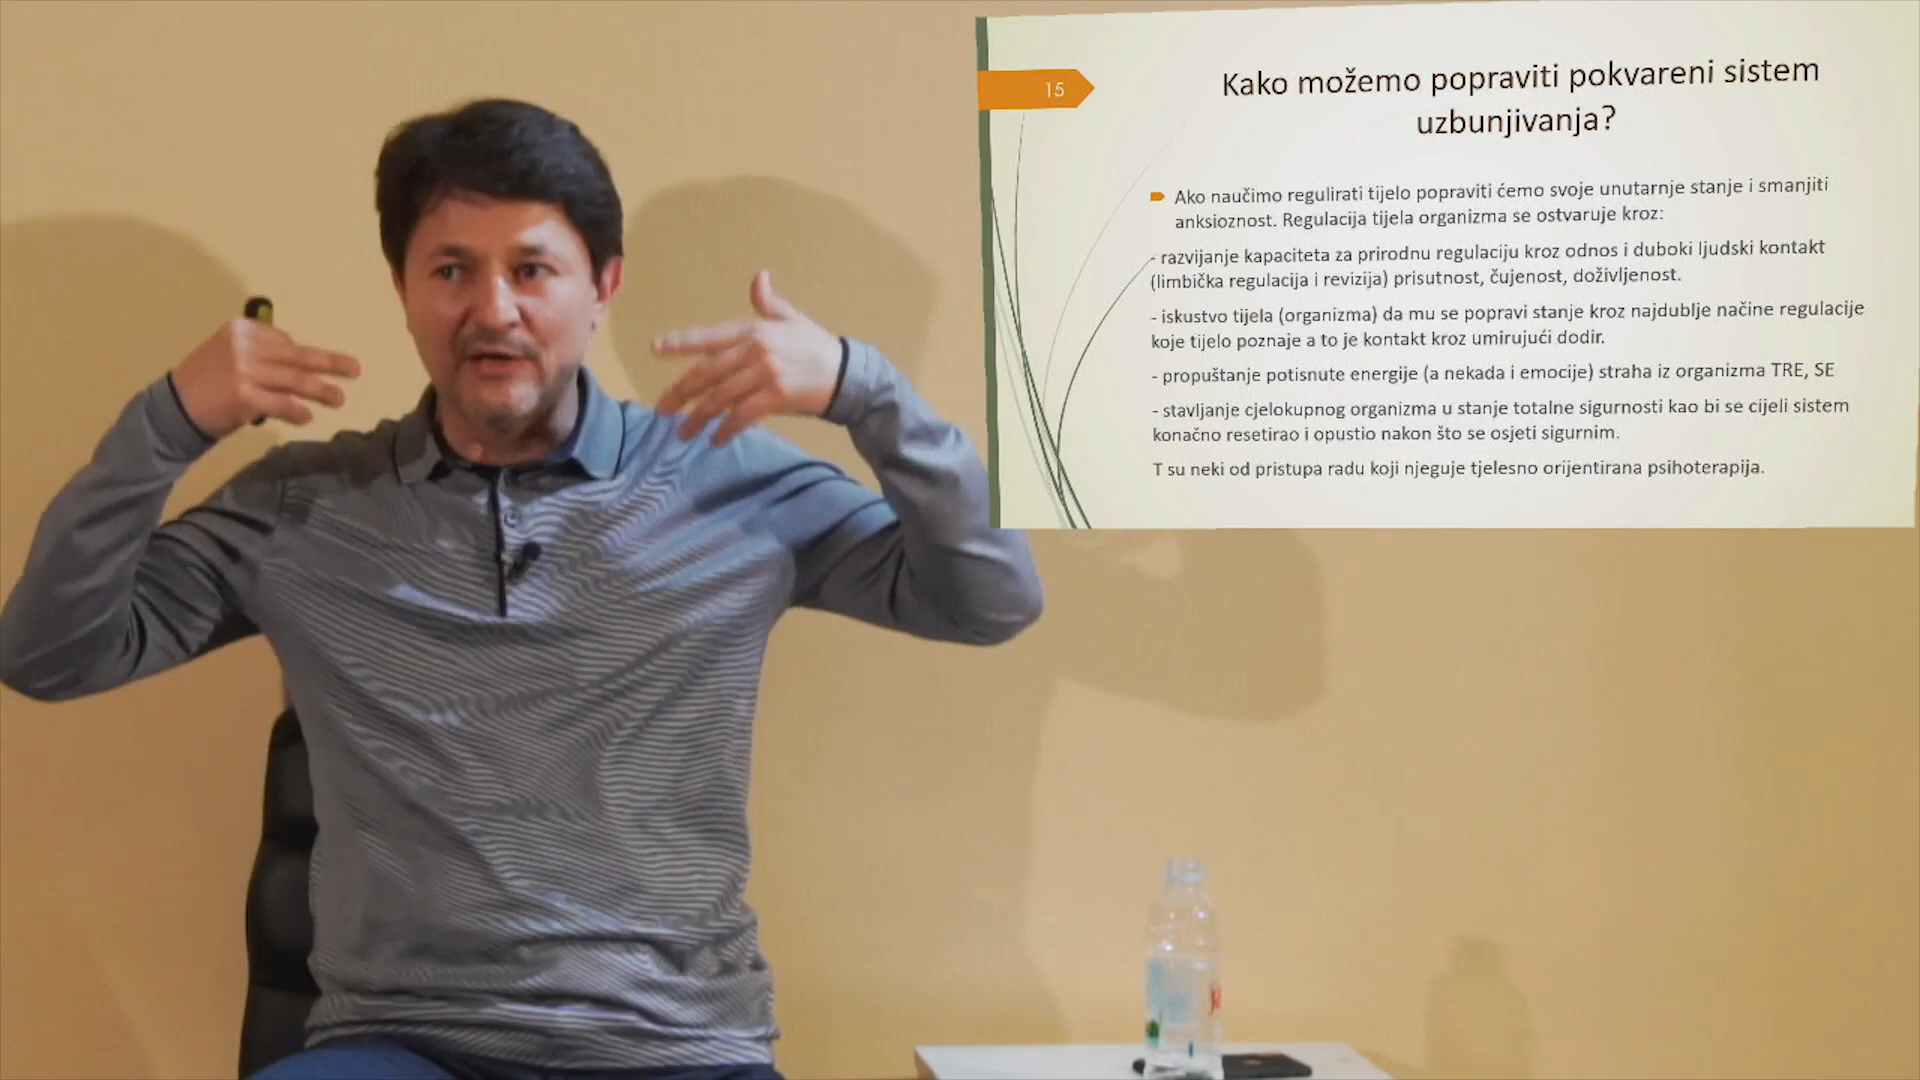 15
Kako možemo popraviti pokvareni sistem
uzbunjivanja?
Ako naučimo regulirati tijelo popraviti ćemo svoje unutarnje stanje i smanjiti
anksioznost. Regulacija tijela organizma se ostvaruje kroz:
- razvijanje kapaciteta za prirodnu regulaciju kroz odnos i duboki ljudski kontakt
(limbička regulacija i revizija) prisutnost, čujenost, doživljenost.
- iskustvo tijela (organizma) da mu se popravi stanje kroz najdublje načine regulacije
koje tijelo poznaje a to je kontakt kroz umirujući dodir.
- propuštanje potisnute energije (a nekada i emocije) straha iz organizma TRE, SE
- stavljanje cjelokupnog organizma u stanje totalne sigurnosti kao bi se cijeli sistem
konačno resetirao i opustio nakon što se osjeti sigurnim.
T su neki od pristupa radu koji njeguje tjelesno orijentirana psihoterapija.